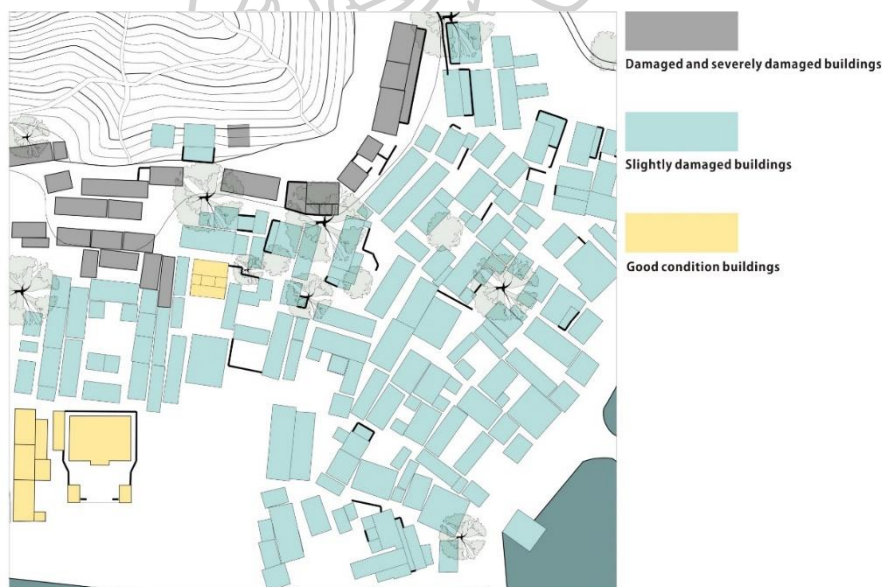 Damaged and severely damaged buildings
Slightly damaged buildings
Good condition buildings